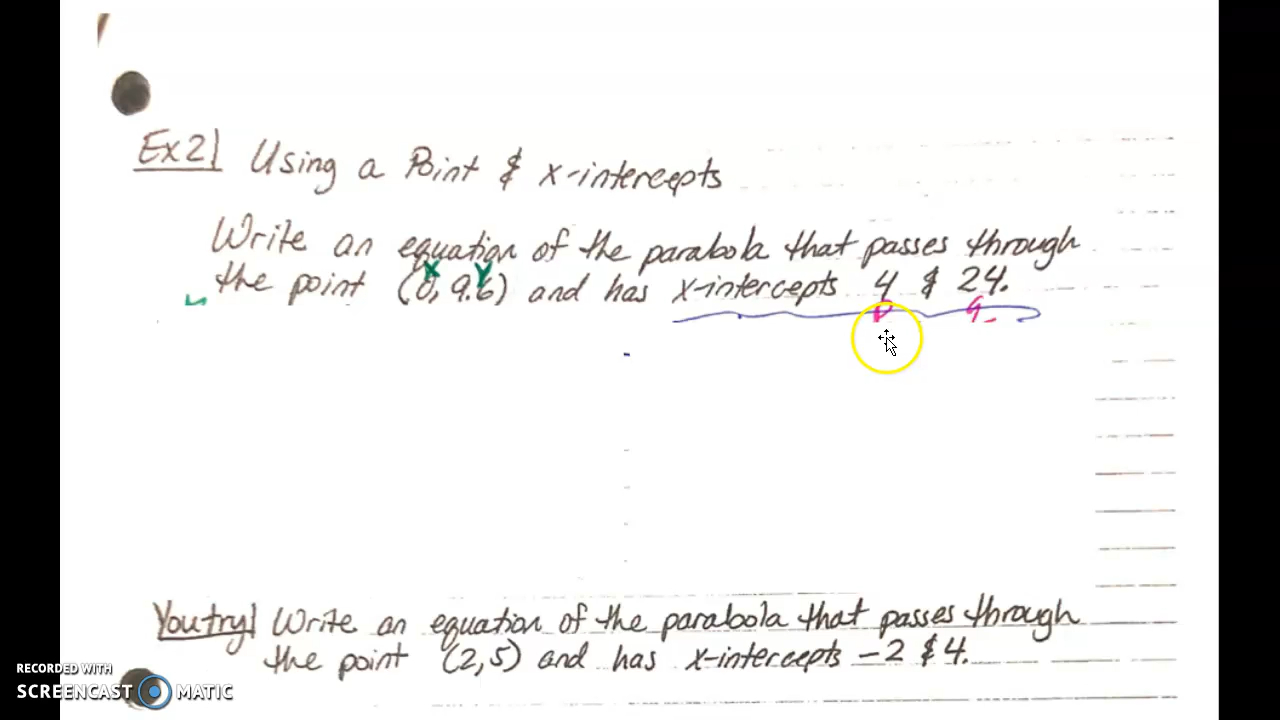 Ex2 Using a Point & x-intercepts
Write an equation of the parabola that passes through
x y
the point (0, 9.6) and has x-intercepts 4 & 24.
p q
You try! Write an equation of the parabola that passes through
the point (2,5) and has x-intercepts -2 & 4.
RECORDED WITH
SCREENCAST MATIC